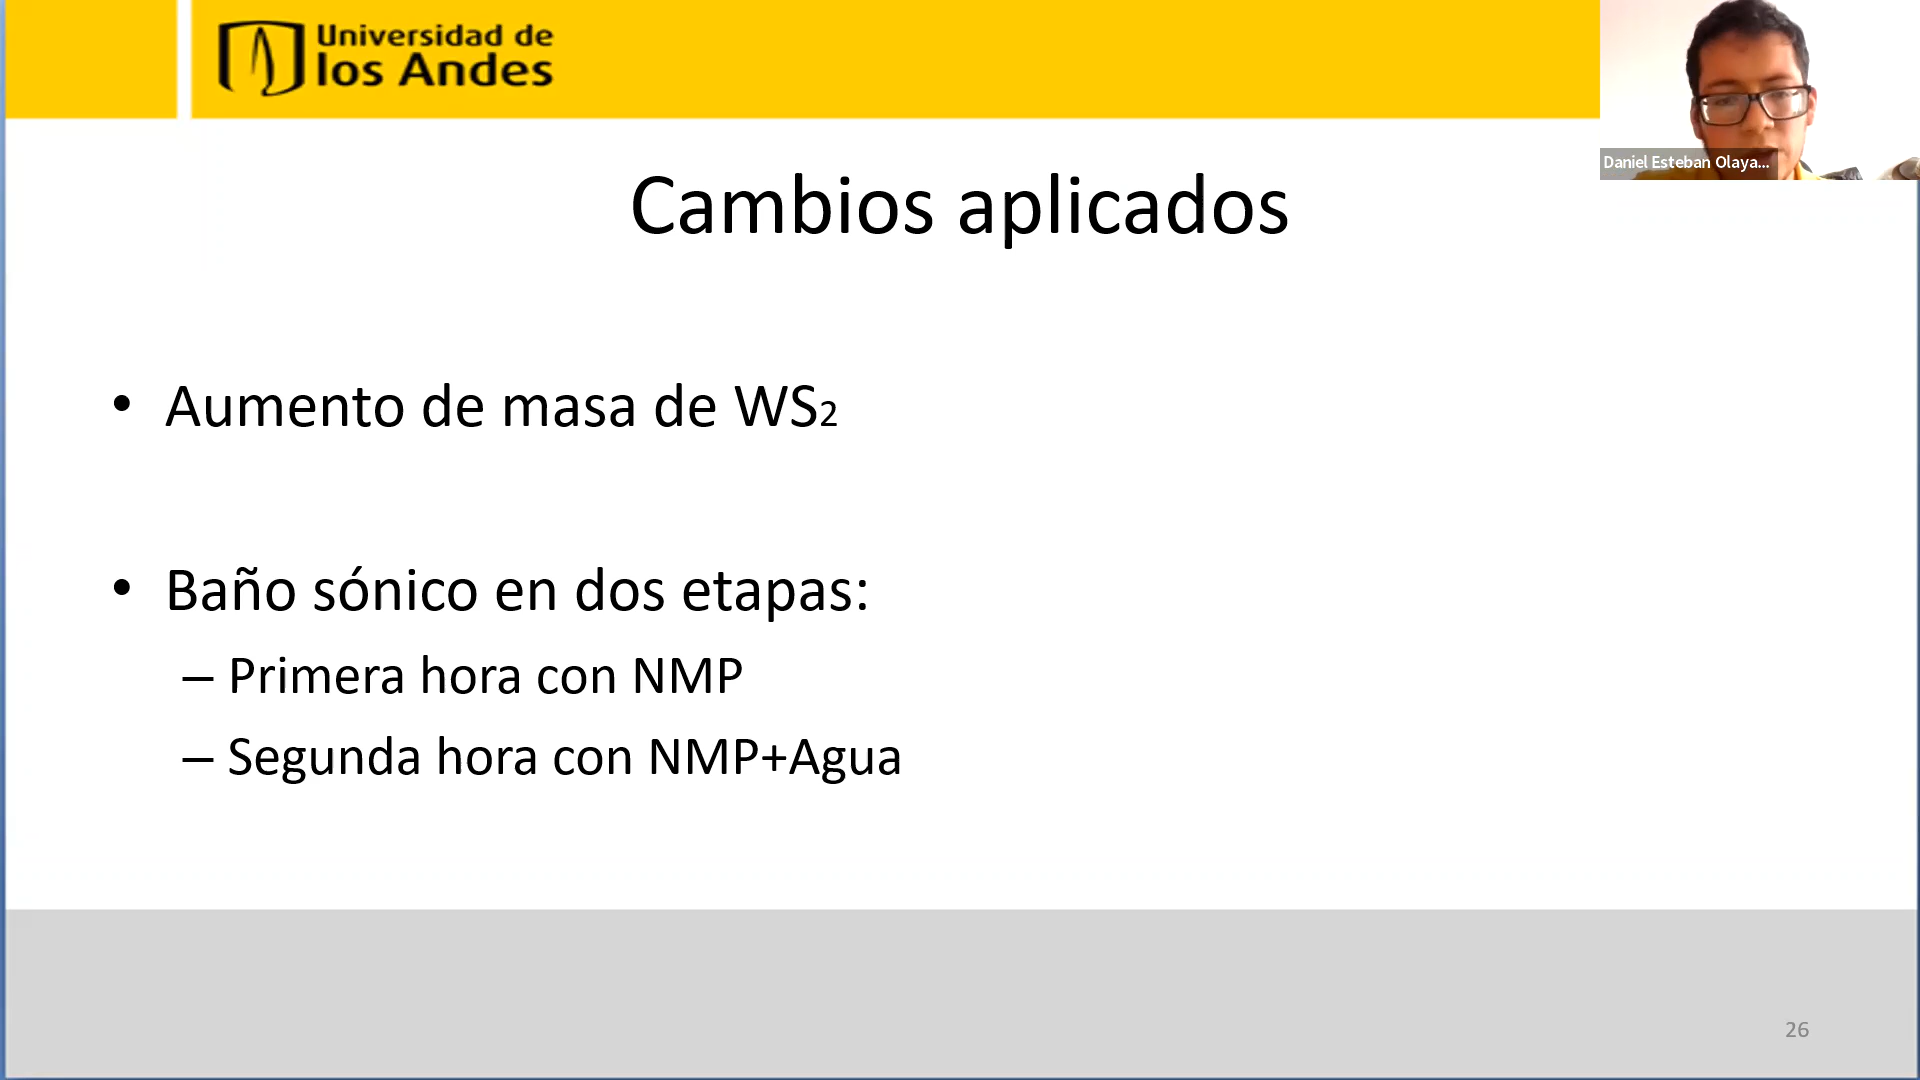 Universidad de
los Andes
Daniel Esteban Olaya...
Cambios aplicados
• Aumento de masa de WS₂
• Baño sónico en dos etapas:
– Primera hora con NMP
– Segunda hora con NMP+Agua
26